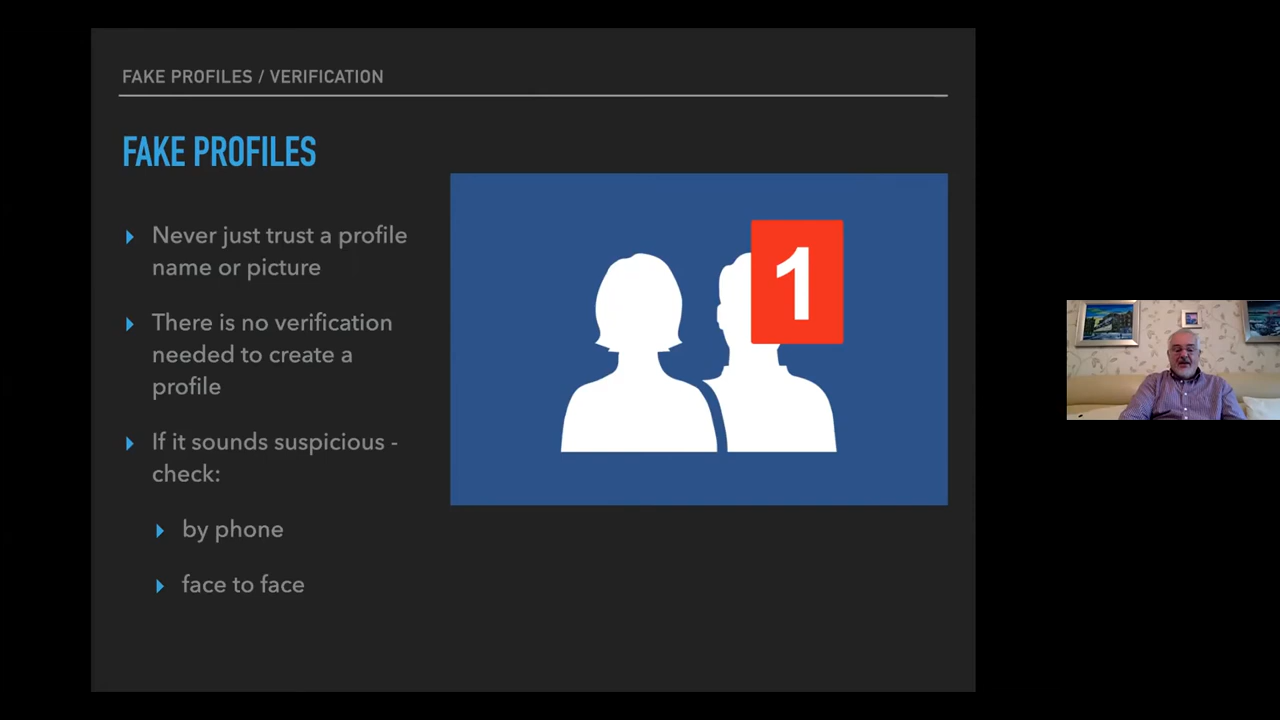 FAKE PROFILES / VERIFICATION
FAKE PROFILES
Never just trust a profile
name or picture
There is no verification
needed to create a
profile
If it sounds suspicious -
check:
by phone
face to face
1